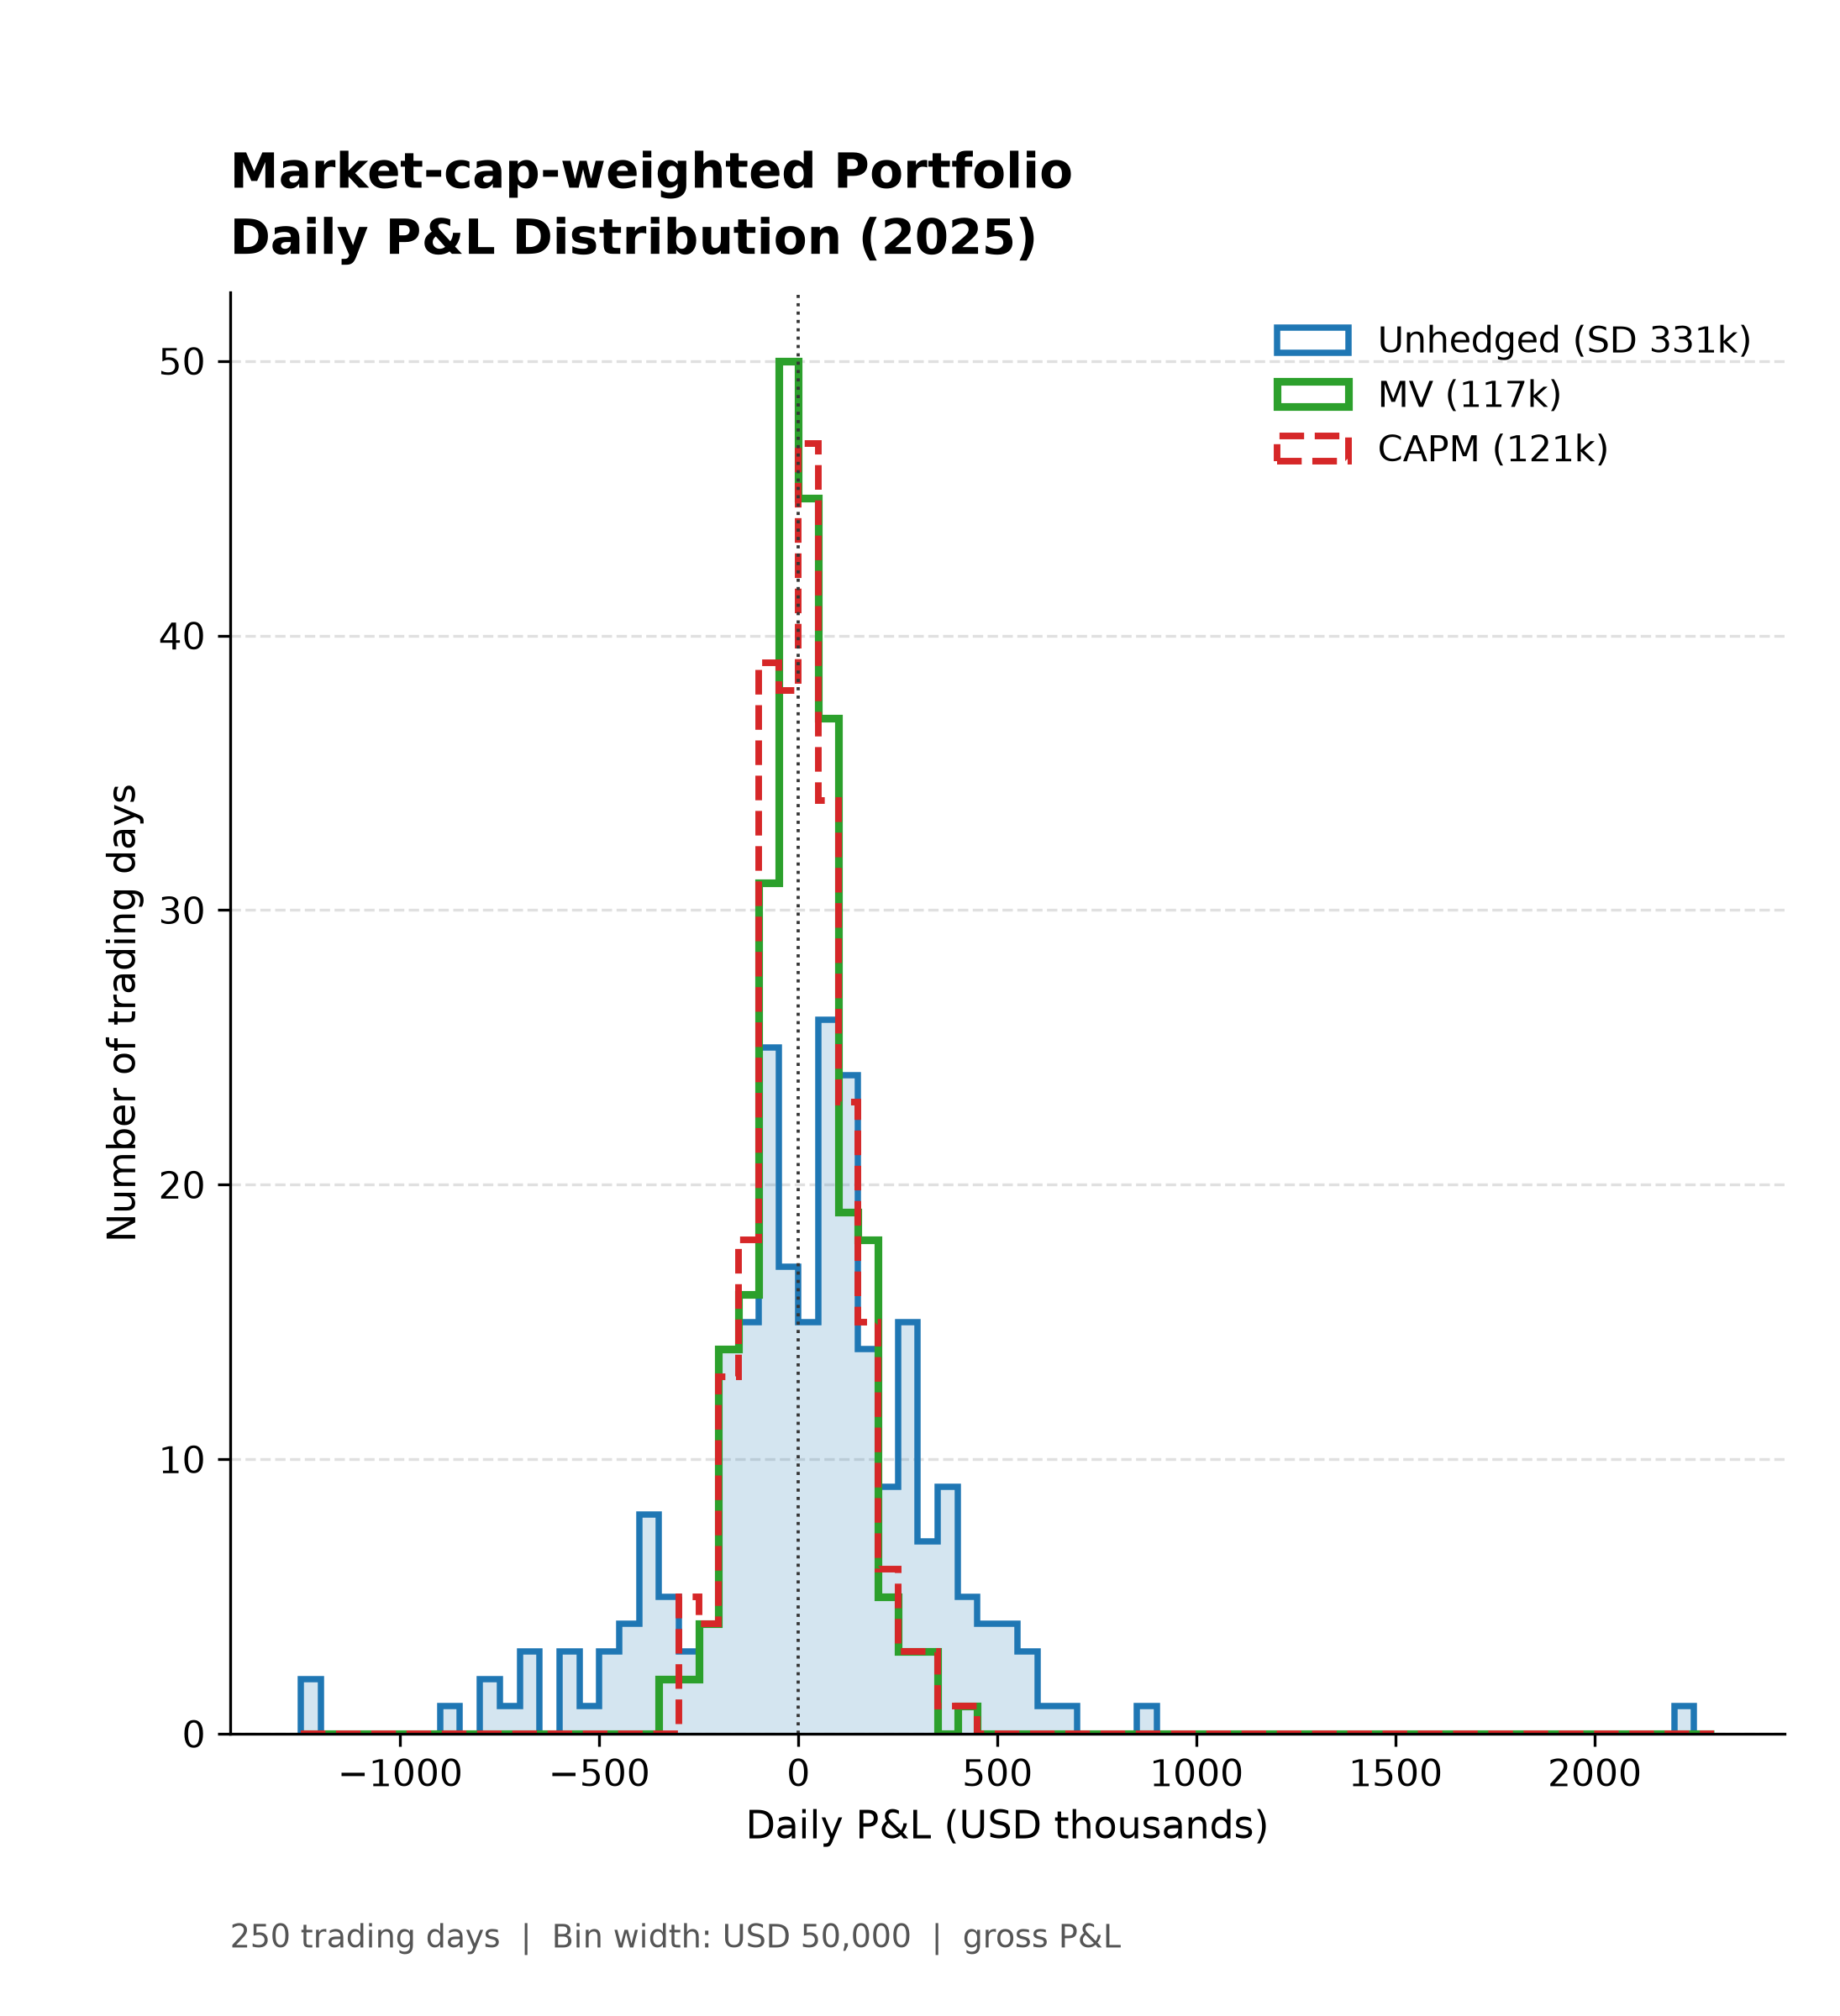 Market-cap-weighted Portfolio
Daily P&L Distribution (2025)
Unhedged (SD 331k)
MV (117k)
CAPM (121k)
Number of trading days
50
40
30
20
10
0
−1000
−500
0
500
1000
1500
2000
Daily P&L (USD thousands)
250 trading days | Bin width: USD 50,000 | gross P&L